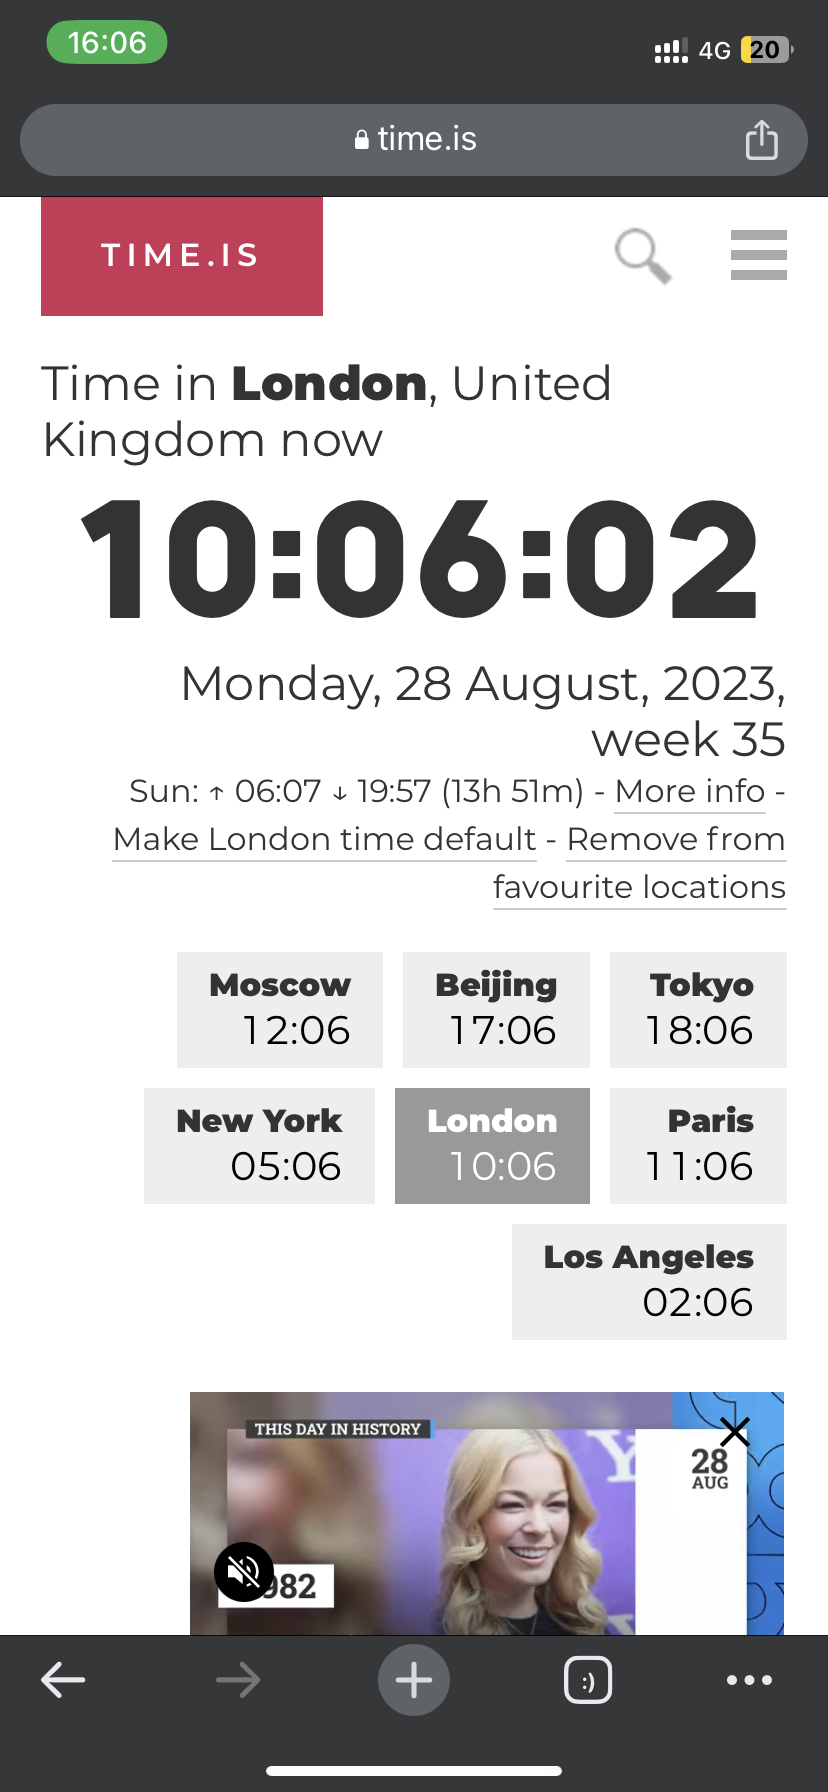 16:06
4G 20
time.is
TIME.IS
Time in London, United
Kingdom now
10:06:02
Monday, 28 August, 2023,
week 35
Sun: ↑ 06:07 ↓ 19:57 (13h 51m) - More info -
Make London time default - Remove from
favourite locations
Moscow
12:06
Beijing
17:06
Tokyo
18:06
New York
05:06
London
10:06
Paris
11:06
Los Angeles
02:06
THIS DAY IN HISTORY
28
AUG
982
Y
:)